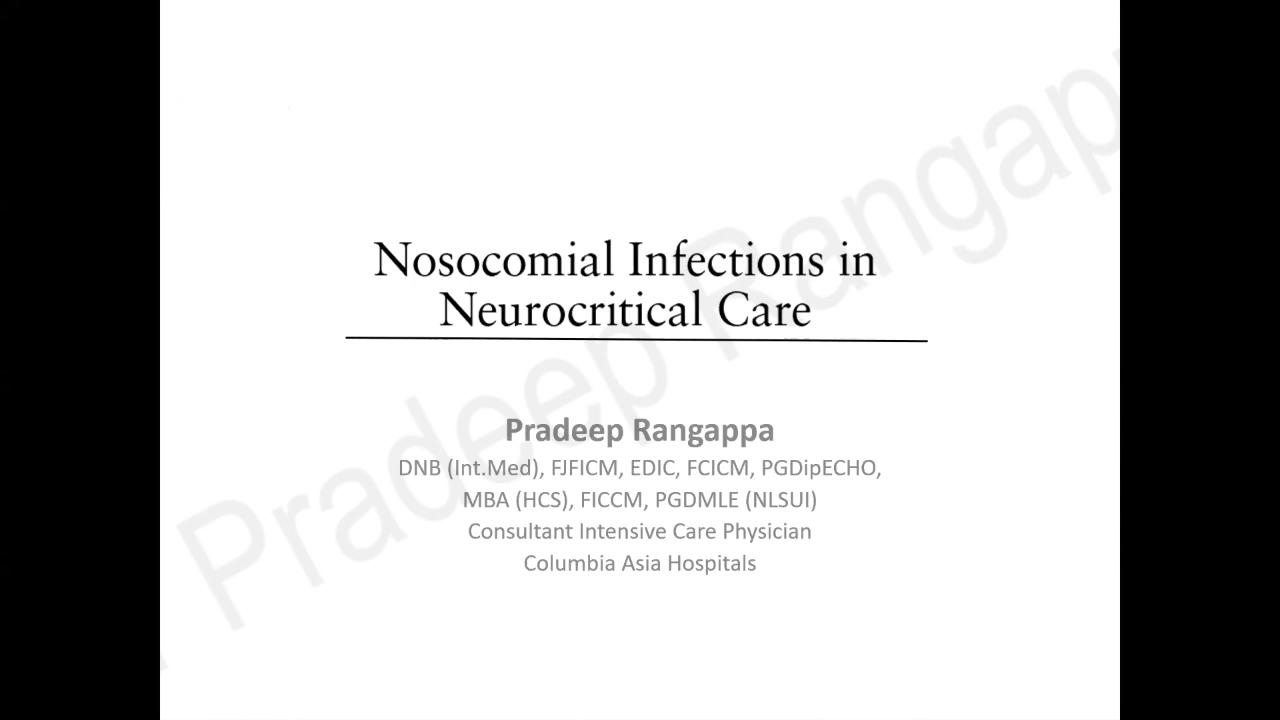 Nosocomial Infections in
Neurocritical Care
Pradeep Rangappa
DNB (Int.Med), FJFICM, EDIC, FCICM, PGDipECHO,
MBA (HCS), FICCM, PGDMLE (NLSUI)
Consultant Intensive Care Physician
Columbia Asia Hospitals
Pradeep Rangapp